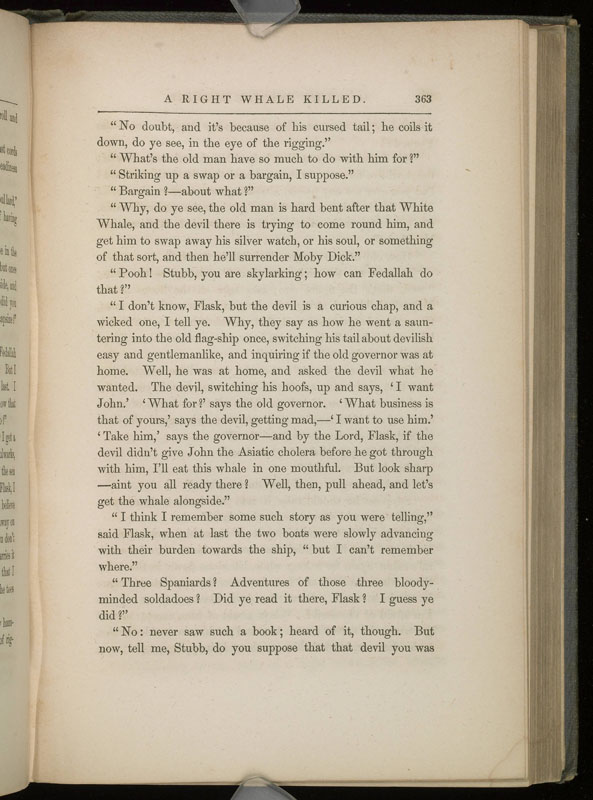 A RIGHT WHALE KILLED. 363
"No doubt, and it's because of his cursed tail; he coils it
down, do ye see, in the eye of the rigging."
"What's the old man have so much to do with him for?"
"Striking up a swap or a bargain, I suppose."
"Bargain?—about what?"
"Why, do ye see, the old man is hard bent after that White
Whale, and the devil there is trying to come round him, and
get him to swap away his silver watch, or his soul, or something
of that sort, and then he'll surrender Moby Dick."
"Pooh! Stubb, you are skylarking; how can Fedallah do
that?"
"I don't know, Flask, but the devil is a curious chap, and a
wicked one, I tell ye. Why, they say as how he went a saun-
tering into the old flag-ship once, switching his tail about devilish
easy and gentlemanlike, and inquiring if the old governor was at
home. Well, he was at home, and asked the devil what he
wanted. The devil, switching his hoofs, up and says, 'I want
John.' 'What for?' says the old governor. 'What business is
that of yours,' says the devil, getting mad,—'I want to use him.'
'Take him,' says the governor—and by the Lord, Flask, if the
devil didn't give John the Asiatic cholera before he got through
with him, I'll eat this whale in one mouthful. But look sharp
—aint you all ready there? Well, then, pull ahead, and let's
get the whale alongside."
"I think I remember some such story as you were telling,"
said Flask, when at last the two boats were slowly advancing
with their burden towards the ship, "but I can't remember
where."
"Three Spaniards? Adventures of those three bloody-
minded soldadoes? Did ye read it there, Flask? I guess ye
did?"
"No: never saw such a book; heard of it, though. But
now, tell me, Stubb, do you suppose that that devil you was